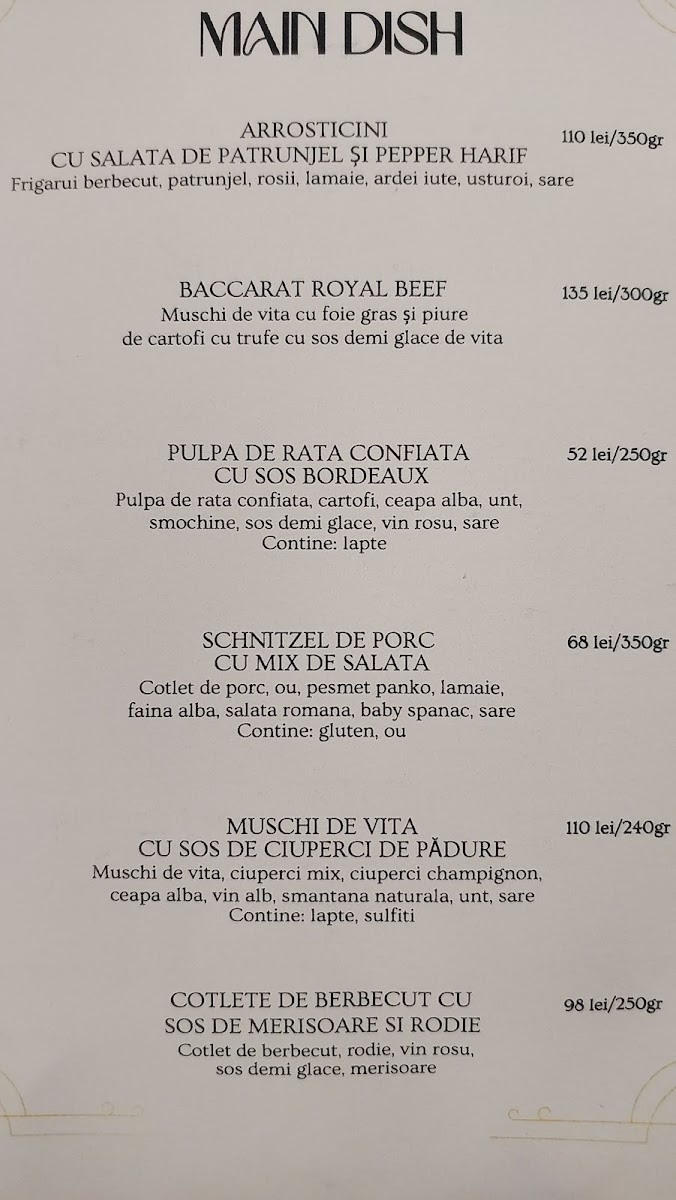 MAIN DISH
ARROSTICINI
CU SALATA DE PATRUNJEL ȘI PEPPER HARIF
110 lei/350gr
Frigarui berbecut, patrunjel, rosii, lamaie, ardei iute, usturoi, sare
BACCARAT ROYAL BEEF
135 lei/300gr
Muschi de vita cu foie gras și piure
de cartofi cu trufe cu sos demi glace de vita
PULPA DE RATA CONFIATA
52 lei/250gr
CU SOS BORDEAUX
Pulpa de rata confiata, cartofi, ceapa alba, unt,
smochine, sos demi glace, vin rosu, sare
Contine: lapte
SCHNITZEL DE PORC
68 lei/350gr
CU MIX DE SALATA
Cotlet de porc, ou, pesmet panko, lamaie,
faina alba, salata romana, baby spanac, sare
Contine: gluten, ou
MUSCHI DE VITA
110 lei/240gr
CU SOS DE CIUPERCI DE PĂDURE
Muschi de vita, ciuperci mix, ciuperci champignon,
ceapa alba, vin alb, smantana naturala, unt, sare
Contine: lapte, sulfiti
COTLETE DE BERBECUT CU
98 lei/250gr
SOS DE MERISOARE SI RODIE
Cotlet de berbecut, rodie, vin rosu,
sos demi glace, merisoare